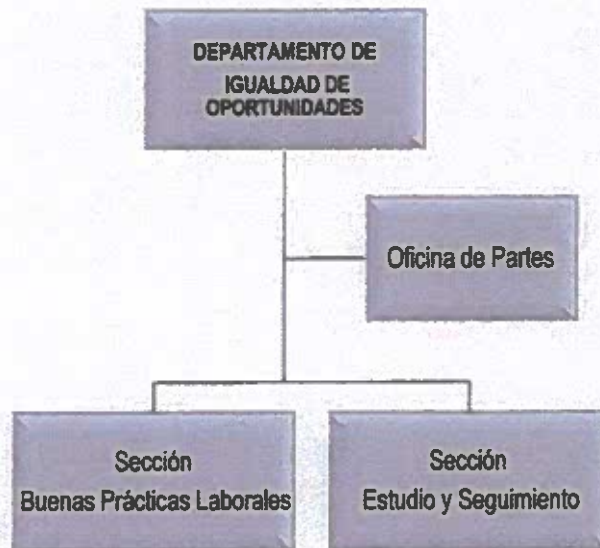 DEPARTAMENTO DE
IGUALDAD DE
OPORTUNIDADES
Oficina de Partes
Sección
Buenas Prácticas Laborales
Sección
Estudio y Seguimiento